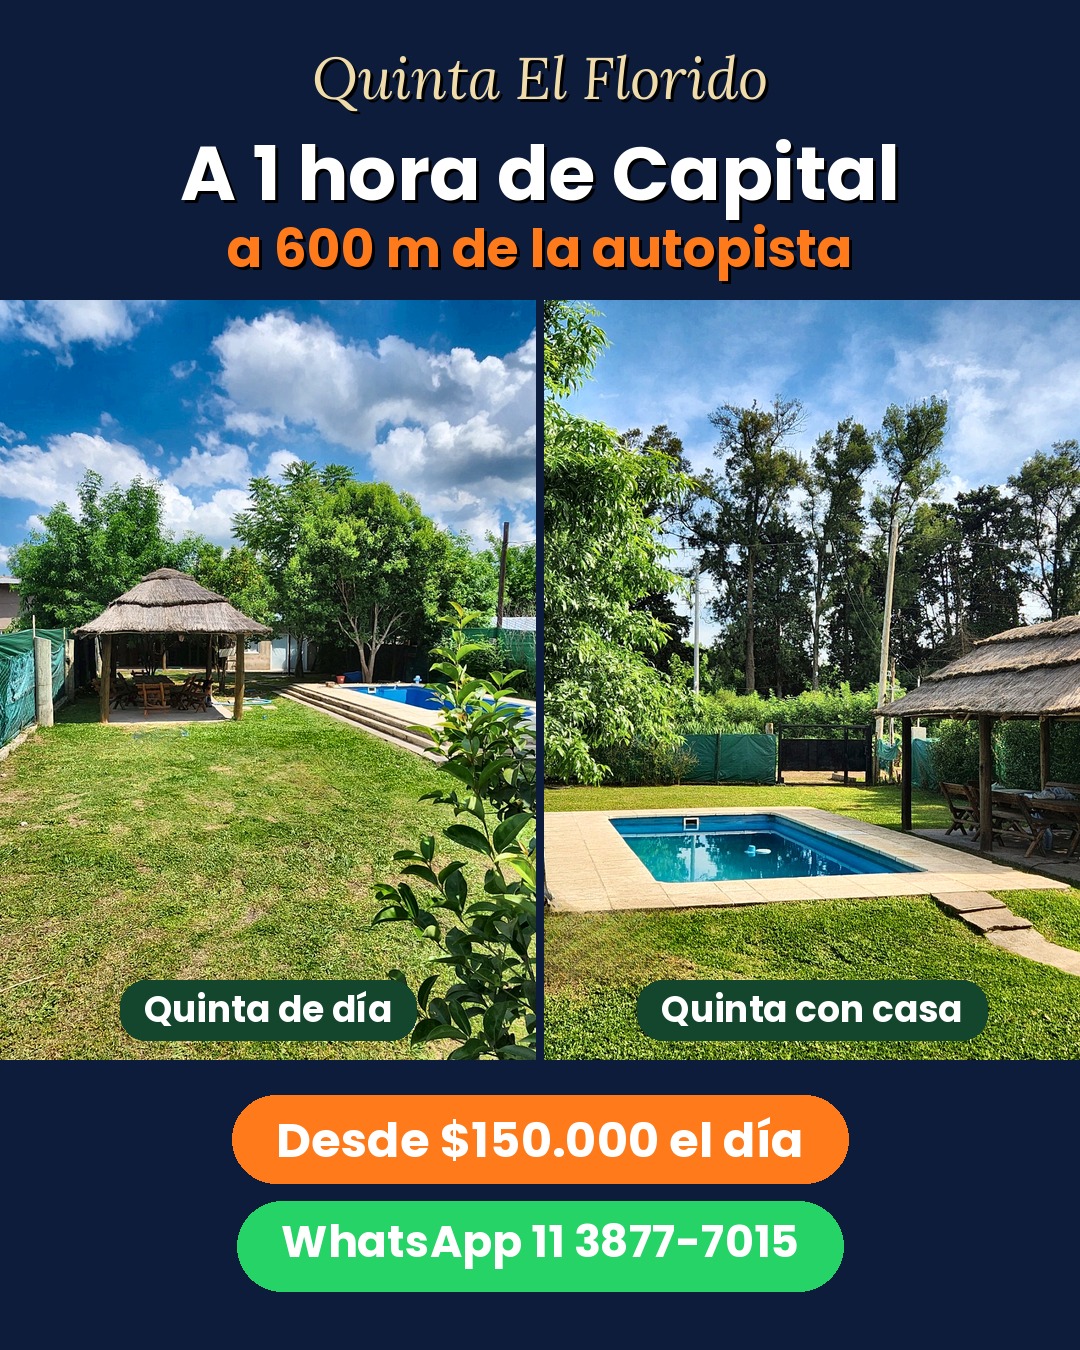 Quinta El Florido
A 1 hora de Capital
a 600 m de la autopista
Quinta de día
Quinta con casa
Desde $150.000 el día
WhatsApp 11 3877-7015